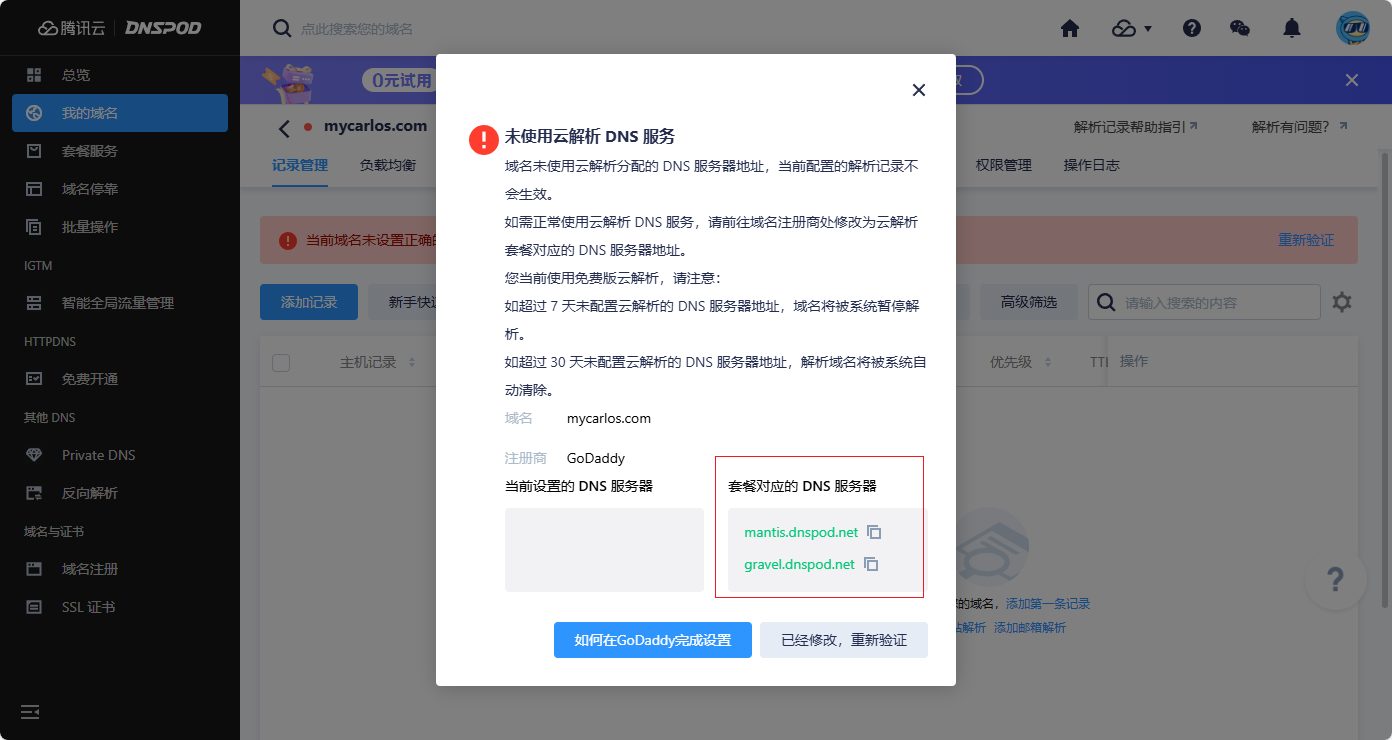 腾讯云 DNSPOD
点此搜索您的域名
总览
我的域名
套餐服务
域名停靠
批量操作
IGTM
智能全局流量管理
HTTPDNS
免费开通
其他 DNS
Private DNS
反向解析
域名与证书
域名注册
SSL 证书
0元试用
mycarlos.com
解析记录帮助指引
解析有问题?
记录管理
负载均衡
权限管理
操作日志
当前域名未设置正确的
重新验证
添加记录
新手快速
高级筛选
请输入搜索的内容
主机记录
优先级
TTL
操作
的域名，添加第一条记录
站解析 添加邮箱解析
?
未使用云解析 DNS 服务
域名未使用云解析分配的 DNS 服务器地址，当前配置的解析记录不
会生效。
如需正常使用云解析 DNS 服务，请前往域名注册商处修改为云解析
套餐对应的 DNS 服务器地址。
您当前使用免费版云解析，请注意：
如超过 7 天未配置云解析的 DNS 服务器地址，域名将被系统暂停解
析。
如超过 30 天未配置云解析的 DNS 服务器地址，解析域名将被系统自
动清除。
域名 mycarlos.com
注册商 GoDaddy
当前设置的 DNS 服务器
套餐对应的 DNS 服务器
mantis.dnspod.net
gravel.dnspod.net
如何在GoDaddy完成设置
已经修改，重新验证